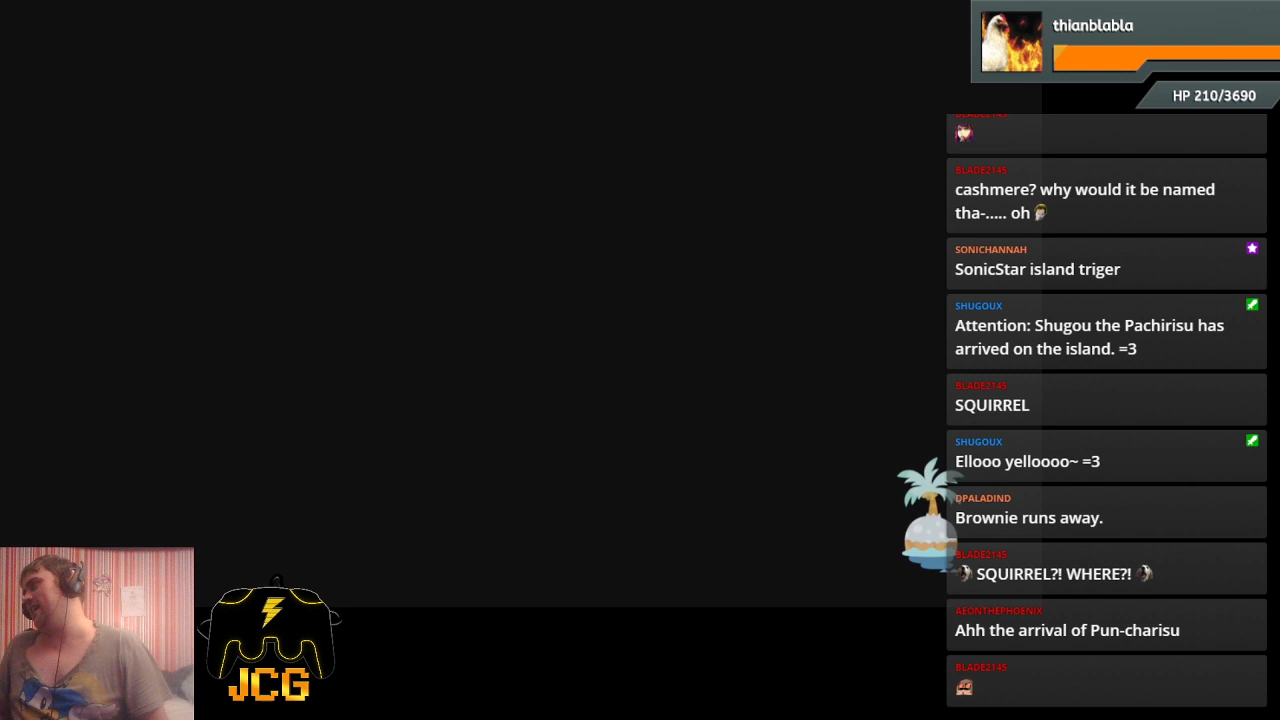 thianblabla
HP 210/3690
BLADE2145
BLADE2145
cashmere? why would it be named
tha-..... oh
SONICHANNAH
SonicStar island triger
SHUGOUX
Attention: Shugou the Pachirisu has
arrived on the island. =3
BLADE2145
SQUIRREL
SHUGOUX
Ellooo yelloooo~ =3
DPALADIND
Brownie runs away.
BLADE2145
SQUIRREL?! WHERE?!
AEONTHEPHOENIX
Ahh the arrival of Pun-charisu
BLADE2145
JCG